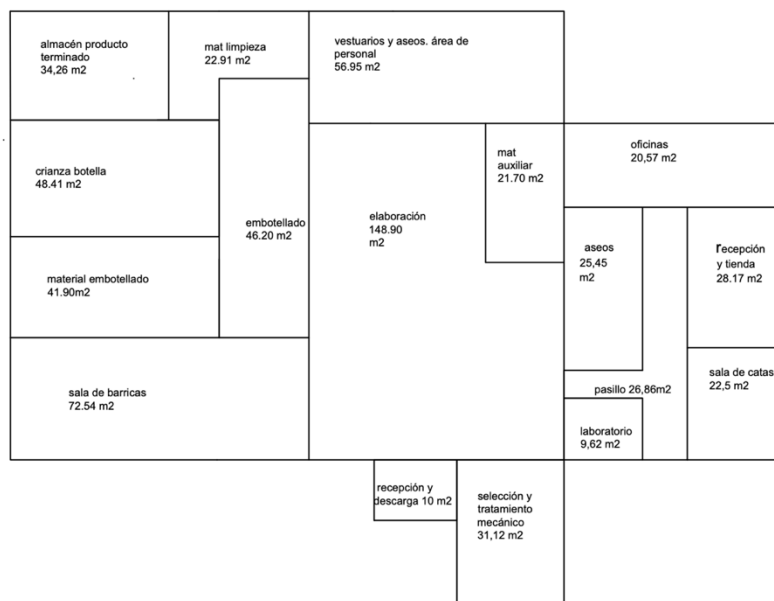 almacén producto
terminado
34,26 m2
mat limpieza
22.91 m2
vestuarios y aseos. área de
personal
56.95 m2
crianza botella
48.41 m2
embotellado
46.20 m2
elaboración
148.90
m2
mat
auxiliar
21.70 m2
oficinas
20,57 m2
aseos
25,45
m2
recepción
y tienda
28.17 m2
material embotellado
41.90m2
sala de barricas
72.54 m2
pasillo 26,86m2
sala de catas
22,5 m2
laboratorio
9,62 m2
recepción y
descarga 10 m2
selección y
tratamiento
mecánico
31,12 m2